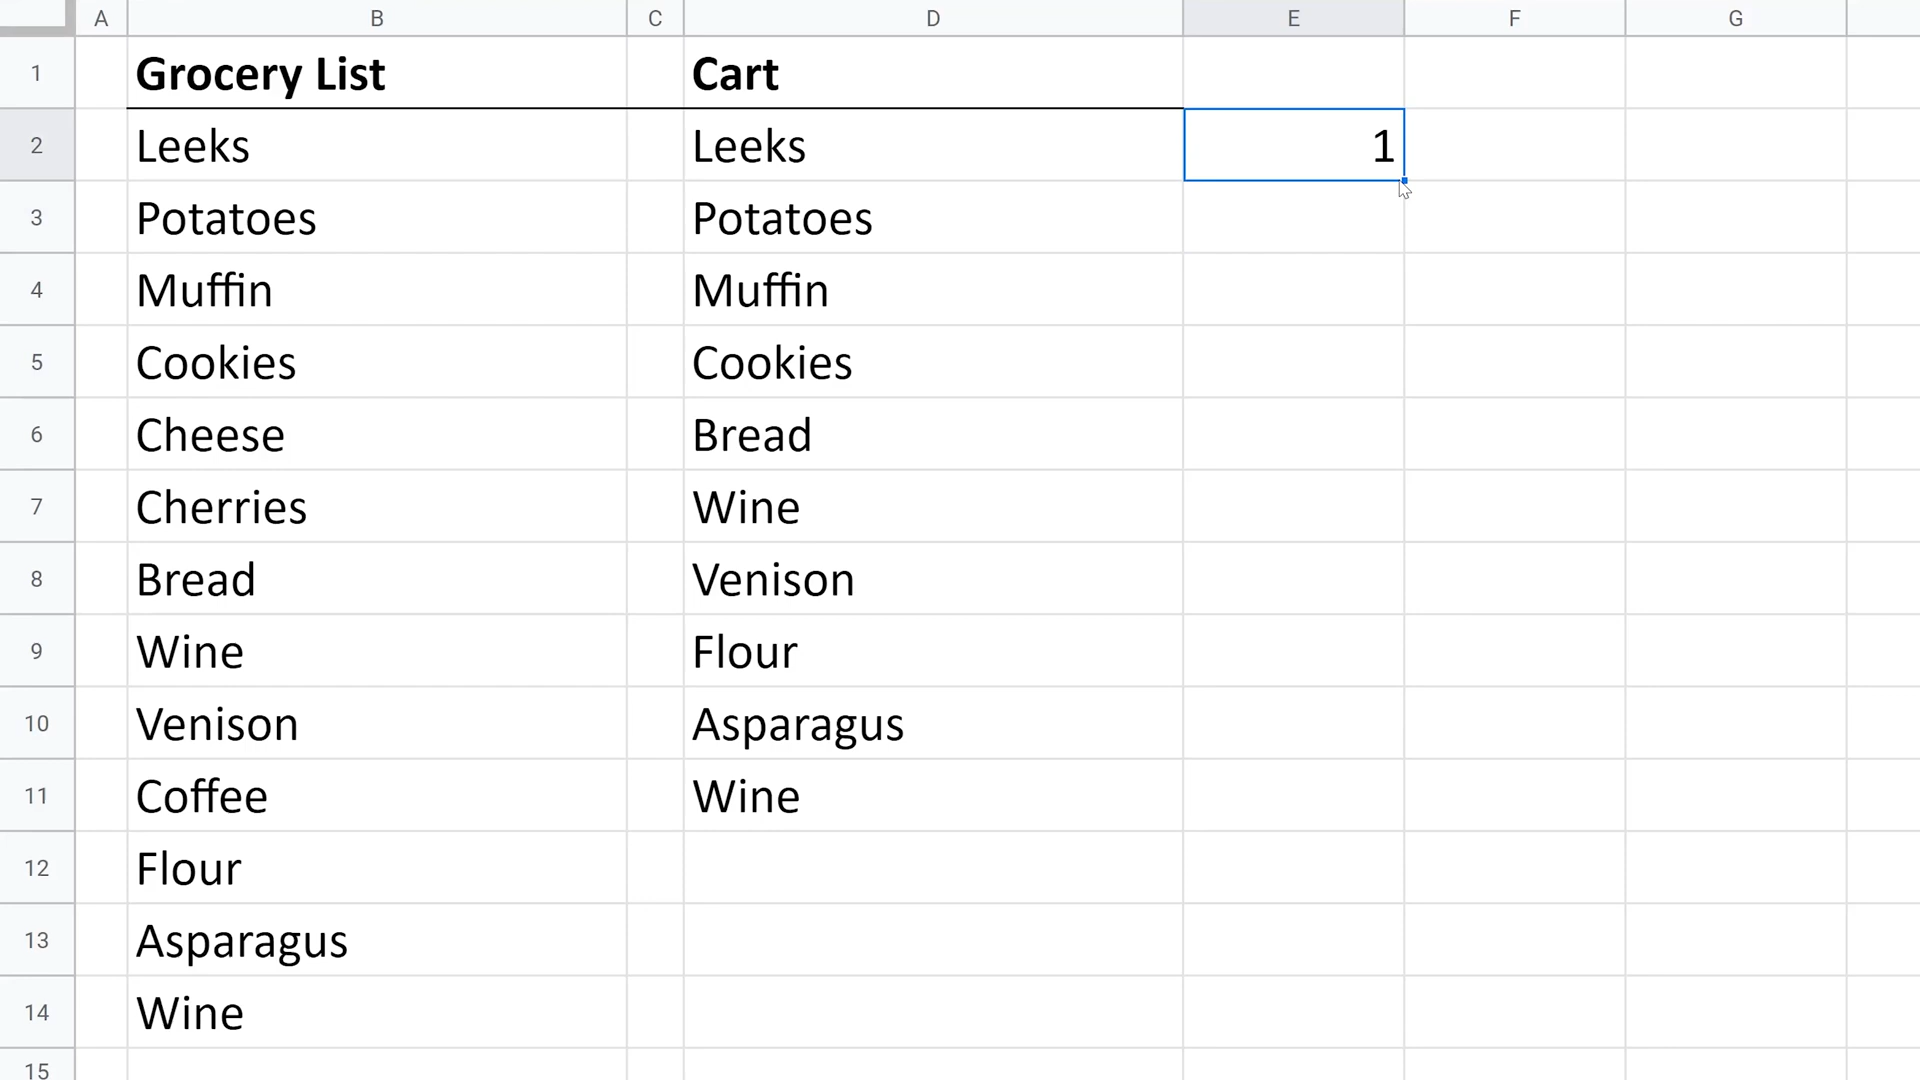 A B C D E F G
1 Grocery List Cart
2 Leeks Leeks 1
3 Potatoes Potatoes
4 Muffin Muffin
5 Cookies Cookies
6 Cheese Bread
7 Cherries Wine
8 Bread Venison
9 Wine Flour
10 Venison Asparagus
11 Coffee Wine
12 Flour
13 Asparagus
14 Wine
15